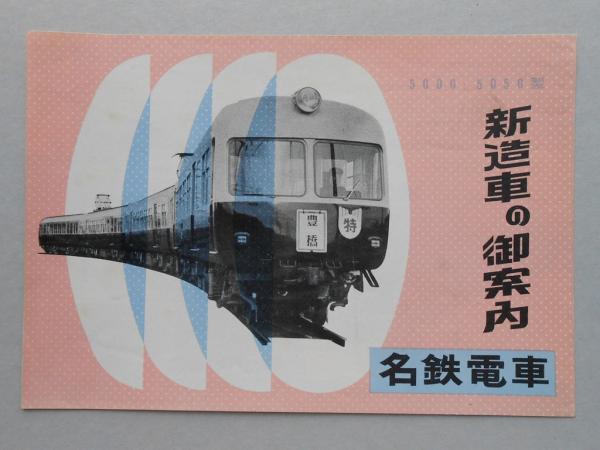 5000:5050型
新造車の御案内
名鉄電車
豊橋
特